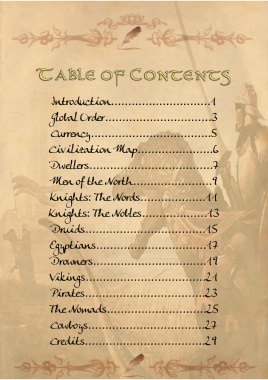 Table of Contents
Introduction..........................1
Global Order..........................3
Currency..............................5
Civilization Map......................6
Dwellers..............................7
Men of the North......................9
Knights: The Nords...................11
Knights: The Nobles..................13
Druids...............................15
Egyptians............................17
Drowners.............................19
Vikings..............................21
Pirates..............................23
The Nomads...........................25
Cowboys..............................27
Credits..............................29